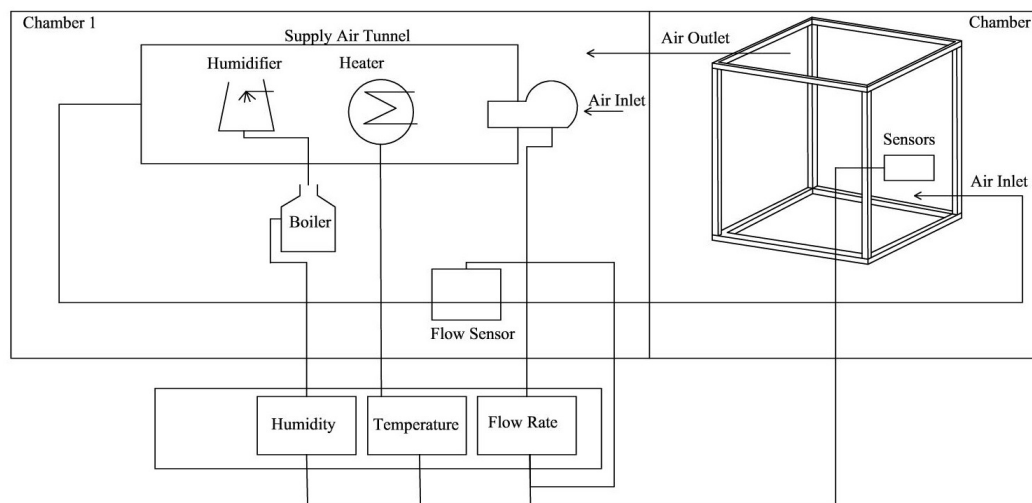 Chamber 1
Chamber
Supply Air Tunnel
Air Outlet
Humidifier
Heater
Air Inlet
Sensors
Air Inlet
Boiler
Flow Sensor
Humidity
Temperature
Flow Rate